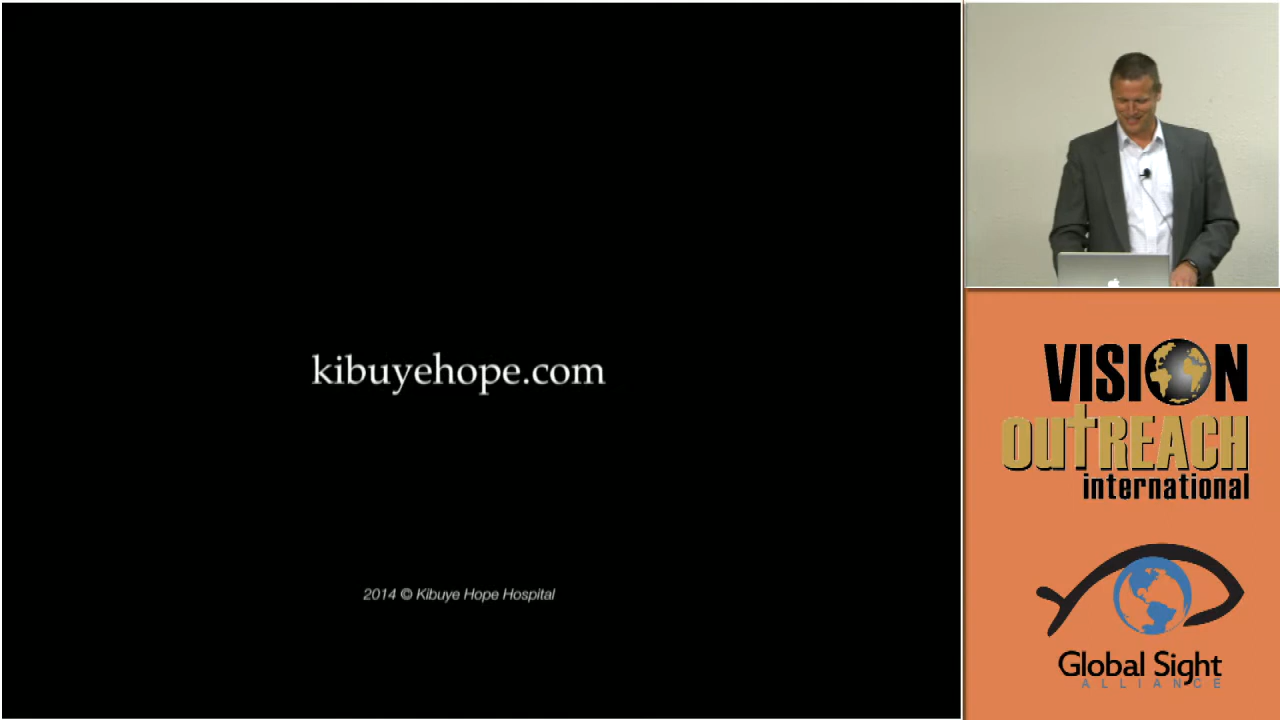 kibuyehope.com
2014 © Kibuye Hope Hospital
VISION
OUTREACH
international
Global Sight
ALLIANCE